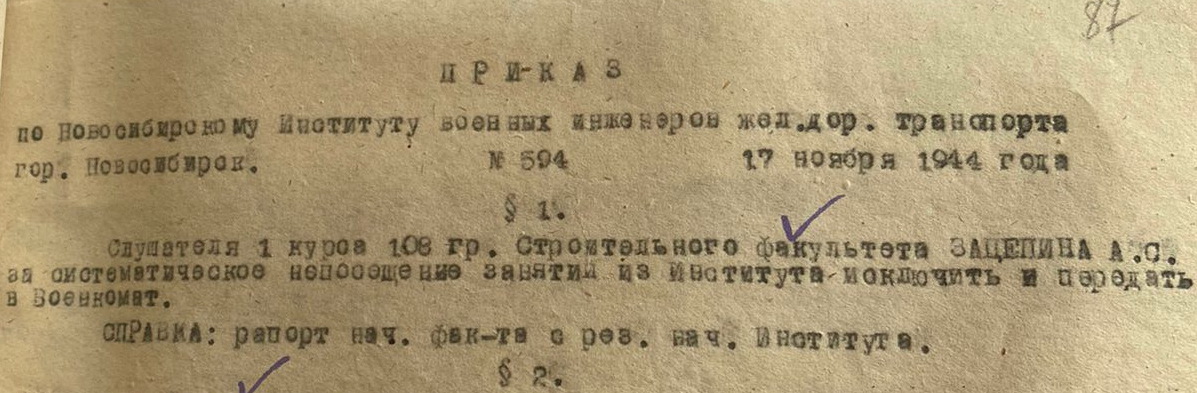 87
ПРИКАЗ
по Новосибирскому Институту военных инженеров жел.дор. транспорта
гор. Новосибирск. № 594 17 ноября 1944 года
§ 1.
Слушателя 1 курса 108 гр. Строительного факультета ЗАЦЕПИНА А.С.
за систематическое непосещение занятий из Института исключить и передать
в Военкомат.
СПРАВКА: рапорт нач. фак-та с рез. нач. Института.
§ 2.